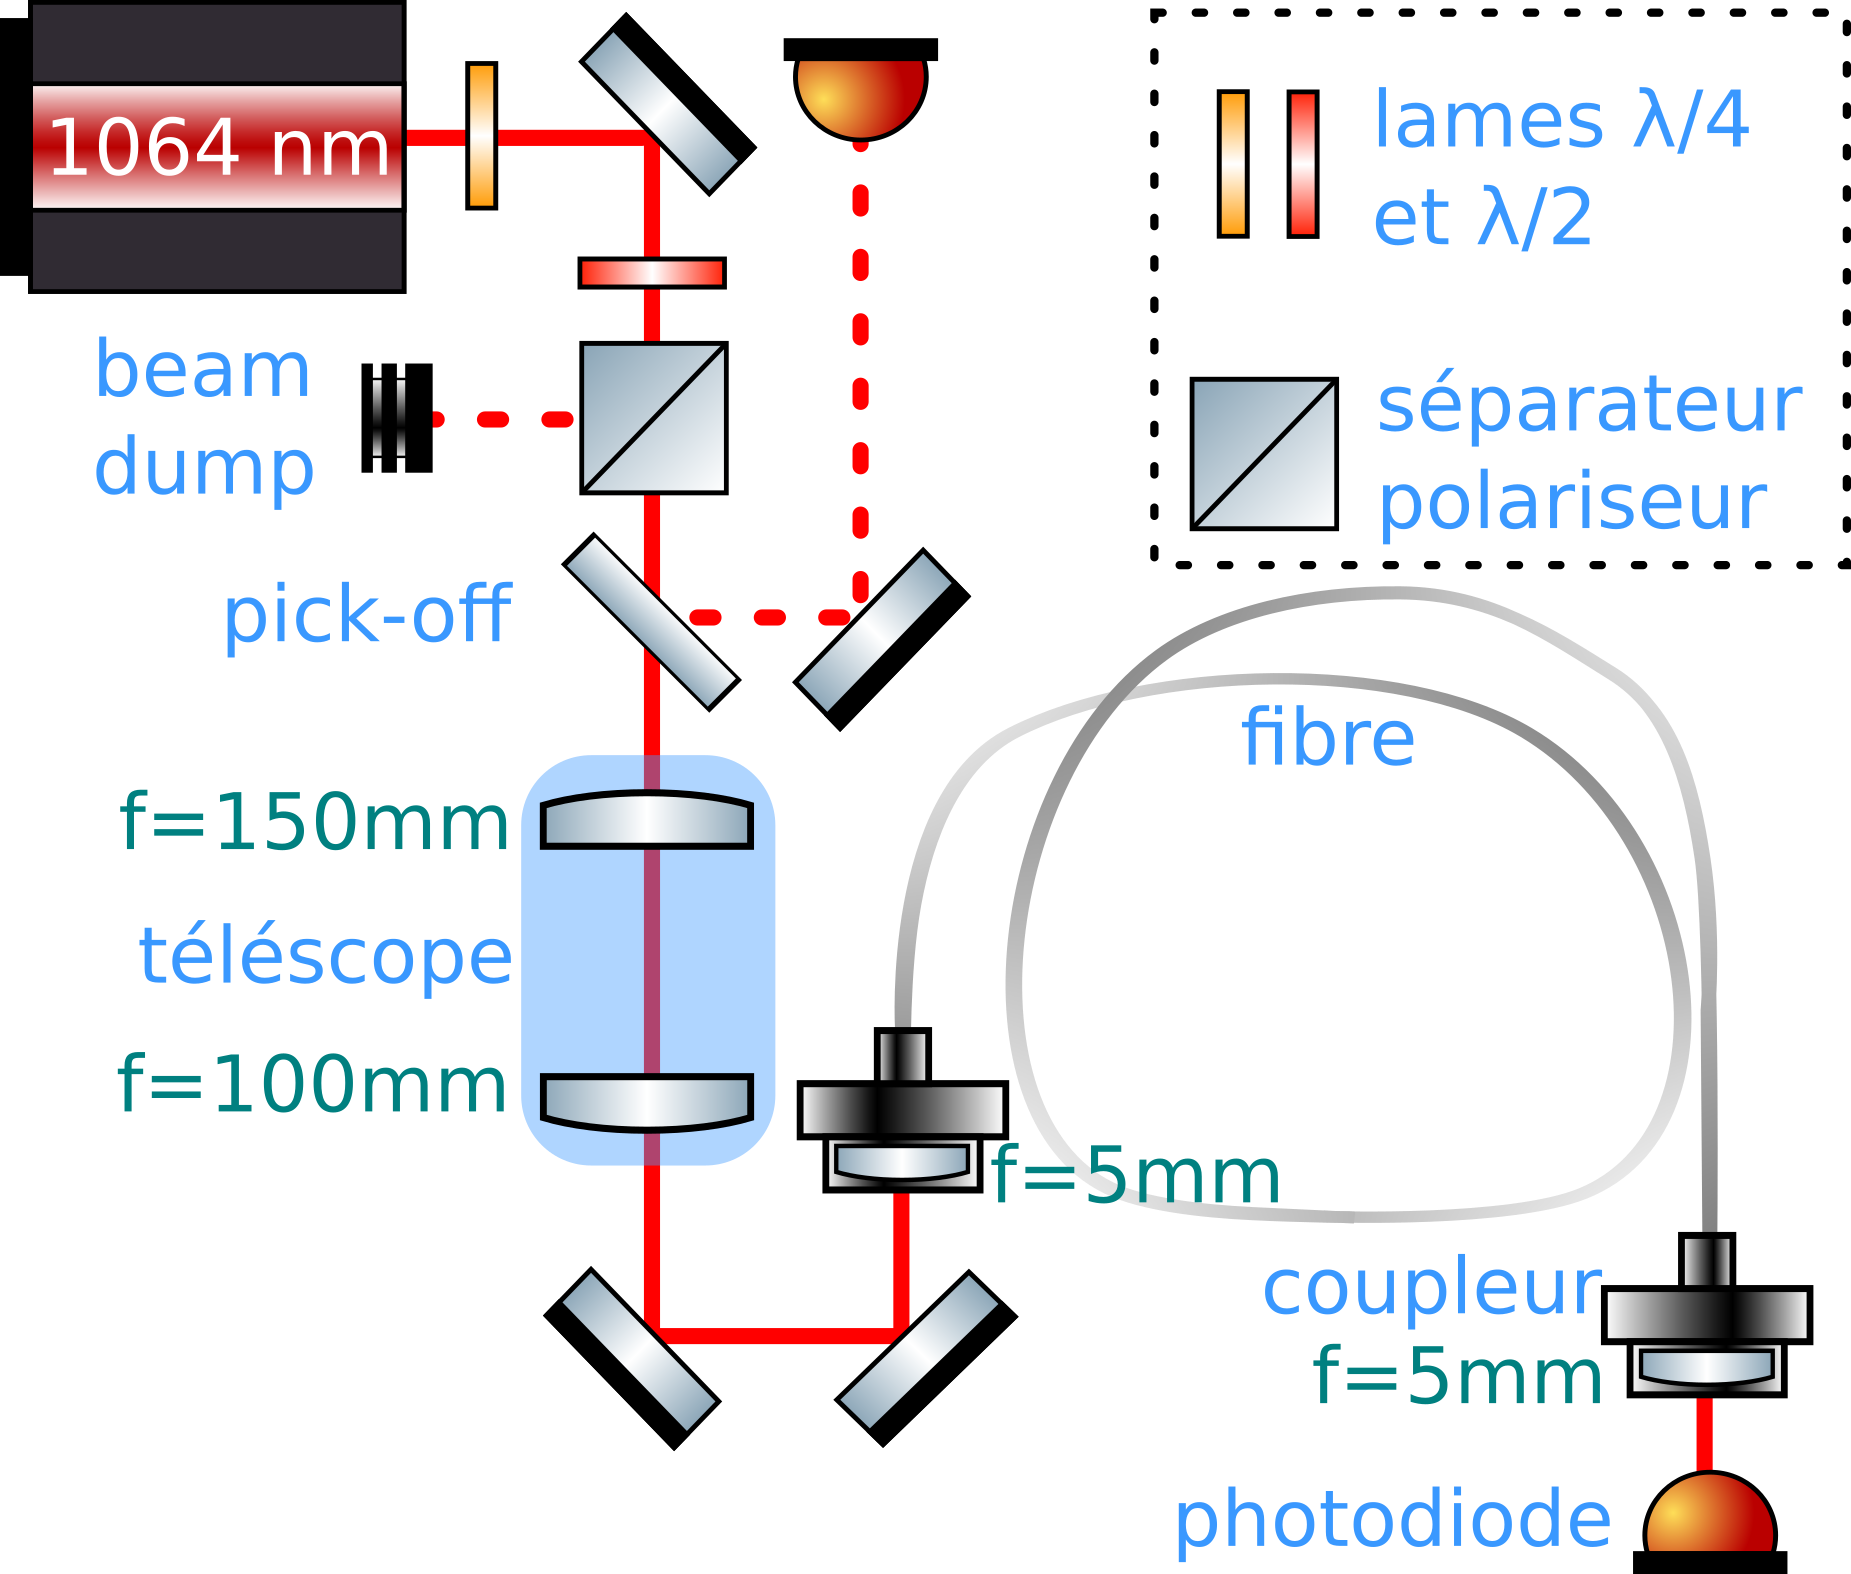 1064 nm
lames λ/4
et λ/2
beam
dump
séparateur
polariseur
pick-off
fibre
f=150mm
téléscope
f=100mm
f=5mm
coupleur
f=5mm
photodiode